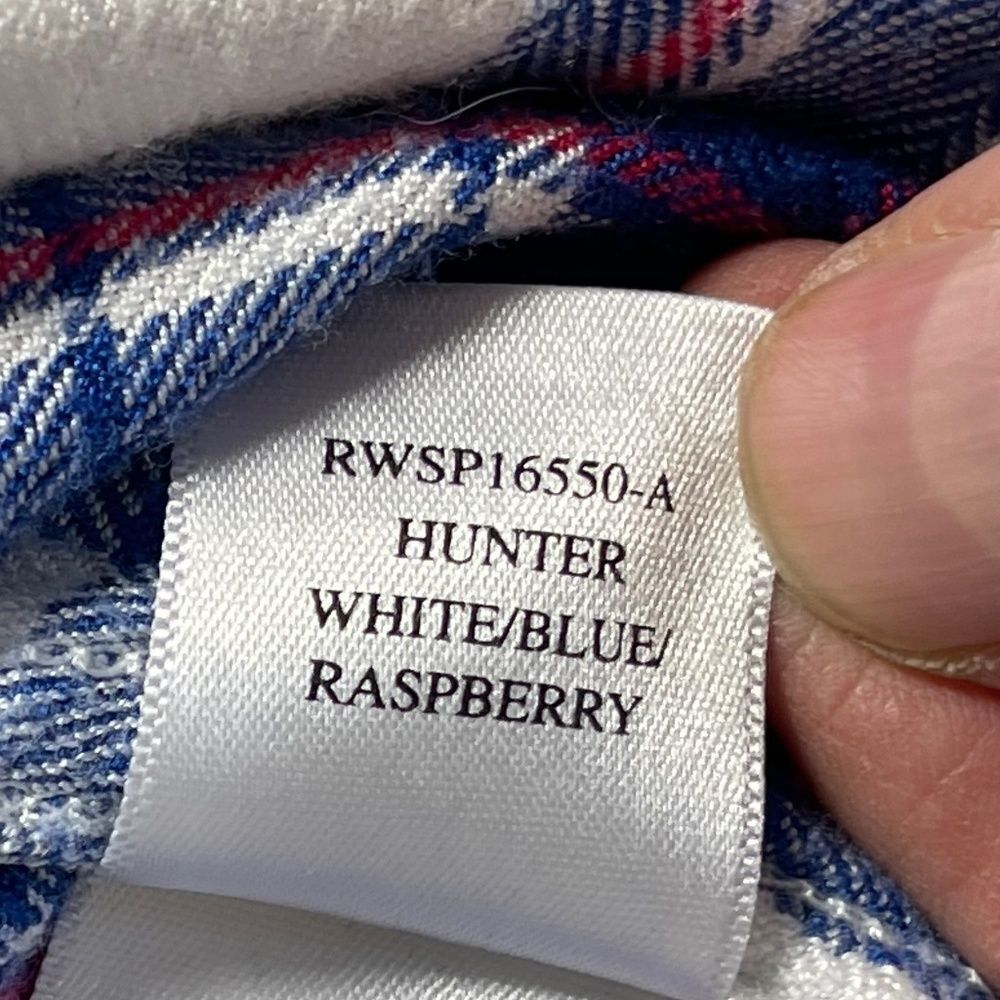 RWSP16550-A
HUNTER
WHITE/BLUE/
RASPBERRY